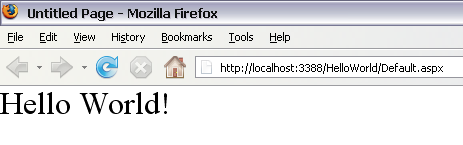 Untitled Page - Mozilla Firefox
File Edit View History Bookmarks Tools Help
http://localhost:3388/HelloWorld/Default.aspx
Hello World!